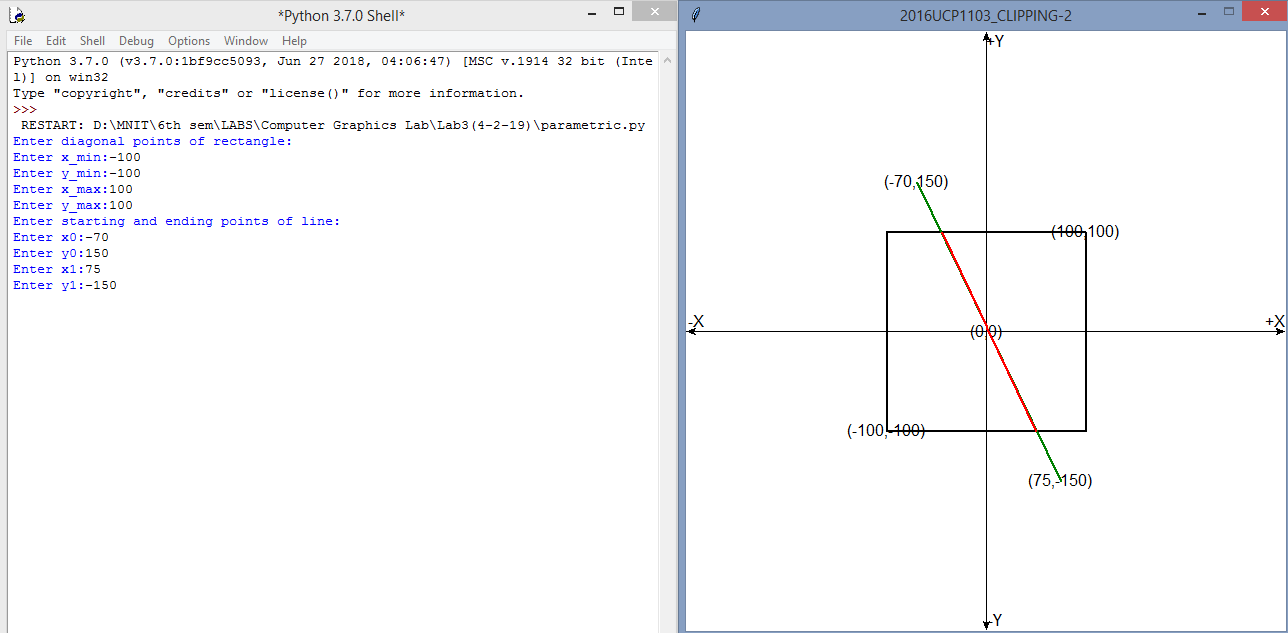 *Python 3.7.0 Shell*
File Edit Shell Debug Options Window Help
Python 3.7.0 (v3.7.0:1bf9cc5093, Jun 27 2018, 04:06:47) [MSC v.1914 32 bit (Inte
l)] on win32
Type "copyright", "credits" or "license()" for more information.
>>>
RESTART: D:\MNIT\6th sem\LABS\Computer Graphics Lab\Lab3(4-2-19)\parametric.py
Enter diagonal points of rectangle:
Enter x_min:-100
Enter y_min:-100
Enter x_max:100
Enter y_max:100
Enter starting and ending points of line:
Enter x0:-70
Enter y0:150
Enter x1:75
Enter y1:-150
2016UCP1103_CLIPPING-2
+Y
(-70,150)
(100,100)
-X
+X
(0,0)
(-100,-100)
(75,-150)
-Y